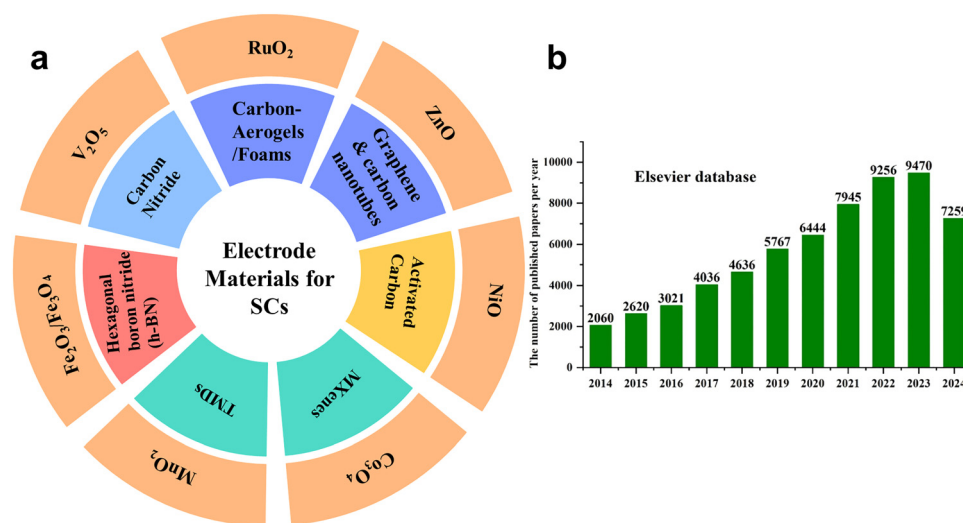 a
RuO₂
ZnO
NiO
Co₃O₄
MnO₂
Fe₂O₃/Fe₃O₄
V₂O₅
Carbon-
Aerogels
/Foams
Graphene
& carbon
nanotubes
Activated
Carbon
MXenes
TMDs
Hexagonal
boron nitride
(h-BN)
Carbon
Nitride
Electrode
Materials for
SCs
b
The number of published papers per year
Elsevier database
10000
8000
6000
4000
2000
0
2060
2620
3021
4036
4636
5767
6444
7945
9256
9470
7259
2014 2015 2016 2017 2018 2019 2020 2021 2022 2023 2024